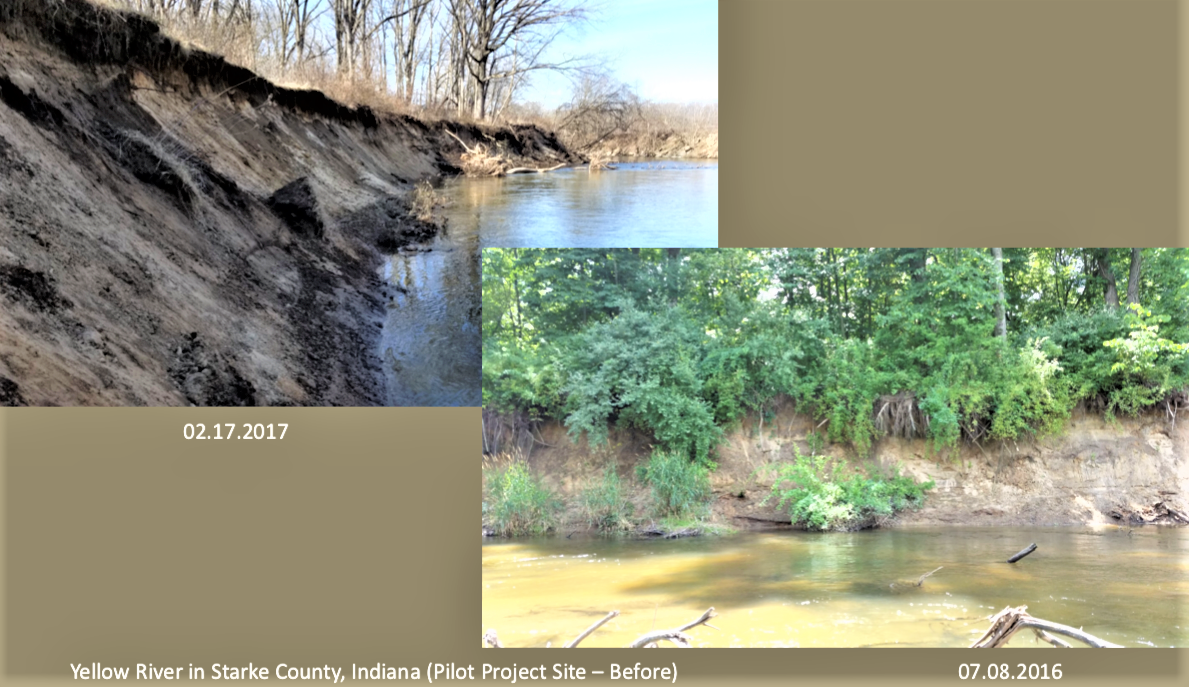 02.17.2017
Yellow River in Starke County, Indiana (Pilot Project Site – Before)
07.08.2016